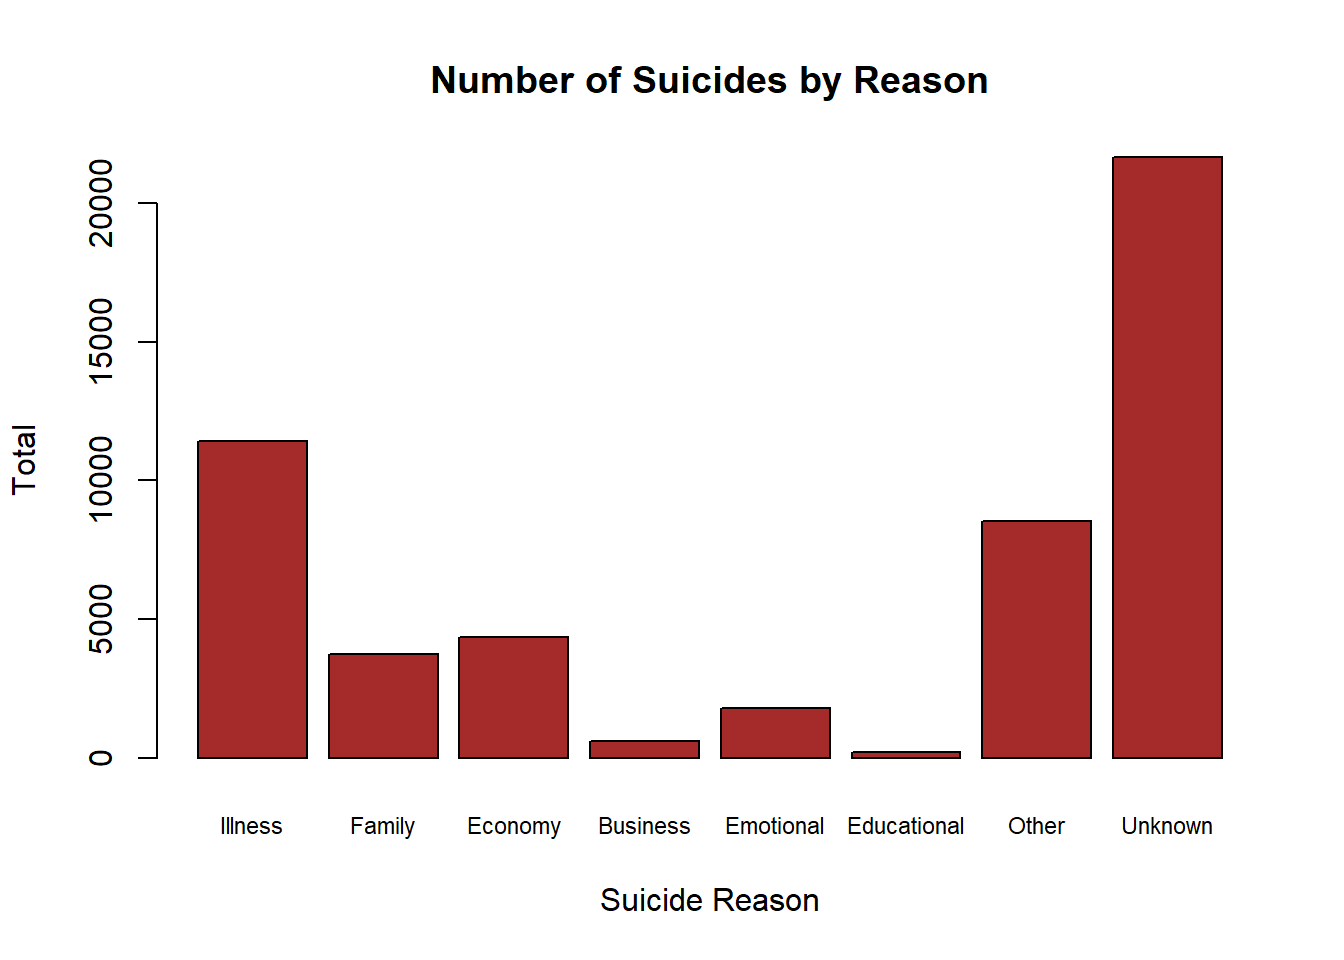 Number of Suicides by Reason
Total
20000
15000
10000
5000
0
Illness Family Economy Business Emotional Educational Other Unknown
Suicide Reason